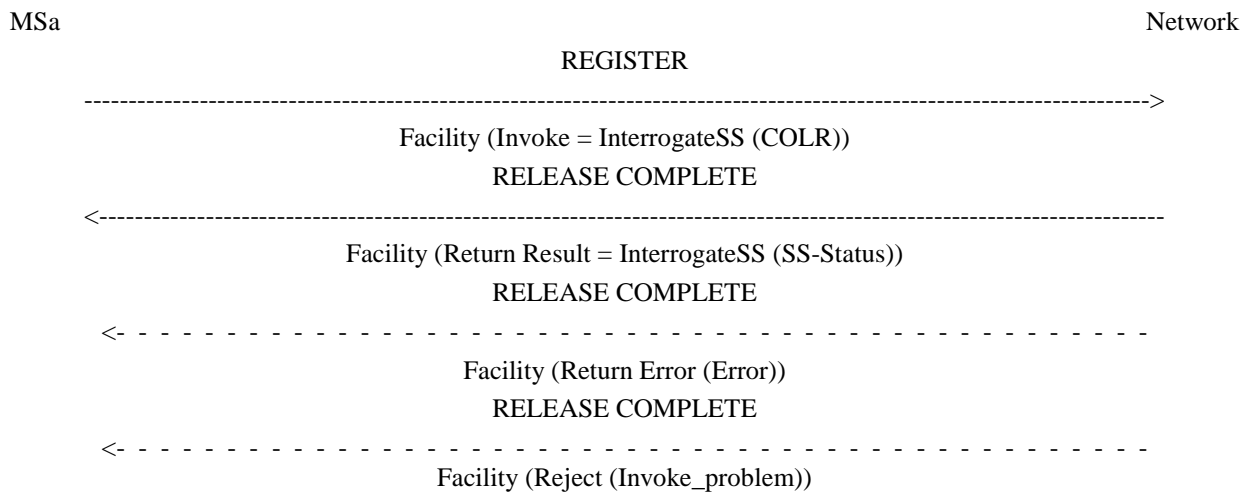 MSa Network
REGISTER
Facility (Invoke = InterrogateSS (COLR))
RELEASE COMPLETE
Facility (Return Result = InterrogateSS (SS-Status))
RELEASE COMPLETE
Facility (Return Error (Error))
RELEASE COMPLETE
Facility (Reject (Invoke_problem))